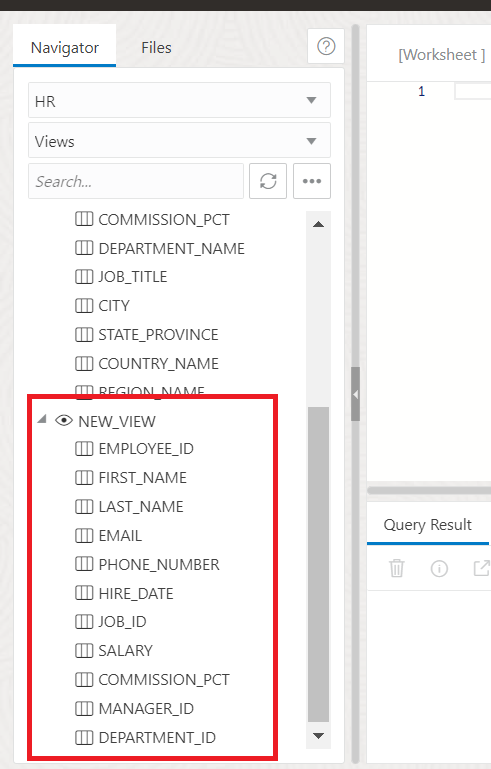 Navigator Files
HR
[Worksheet ]
1
Views
Search...
COMMISSION_PCT
DEPARTMENT_NAME
JOB_TITLE
CITY
STATE_PROVINCE
COUNTRY_NAME
REGION_NAME
NEW_VIEW
EMPLOYEE_ID
FIRST_NAME
LAST_NAME
EMAIL
PHONE_NUMBER
HIRE_DATE
JOB_ID
SALARY
COMMISSION_PCT
MANAGER_ID
DEPARTMENT_ID
Query Result